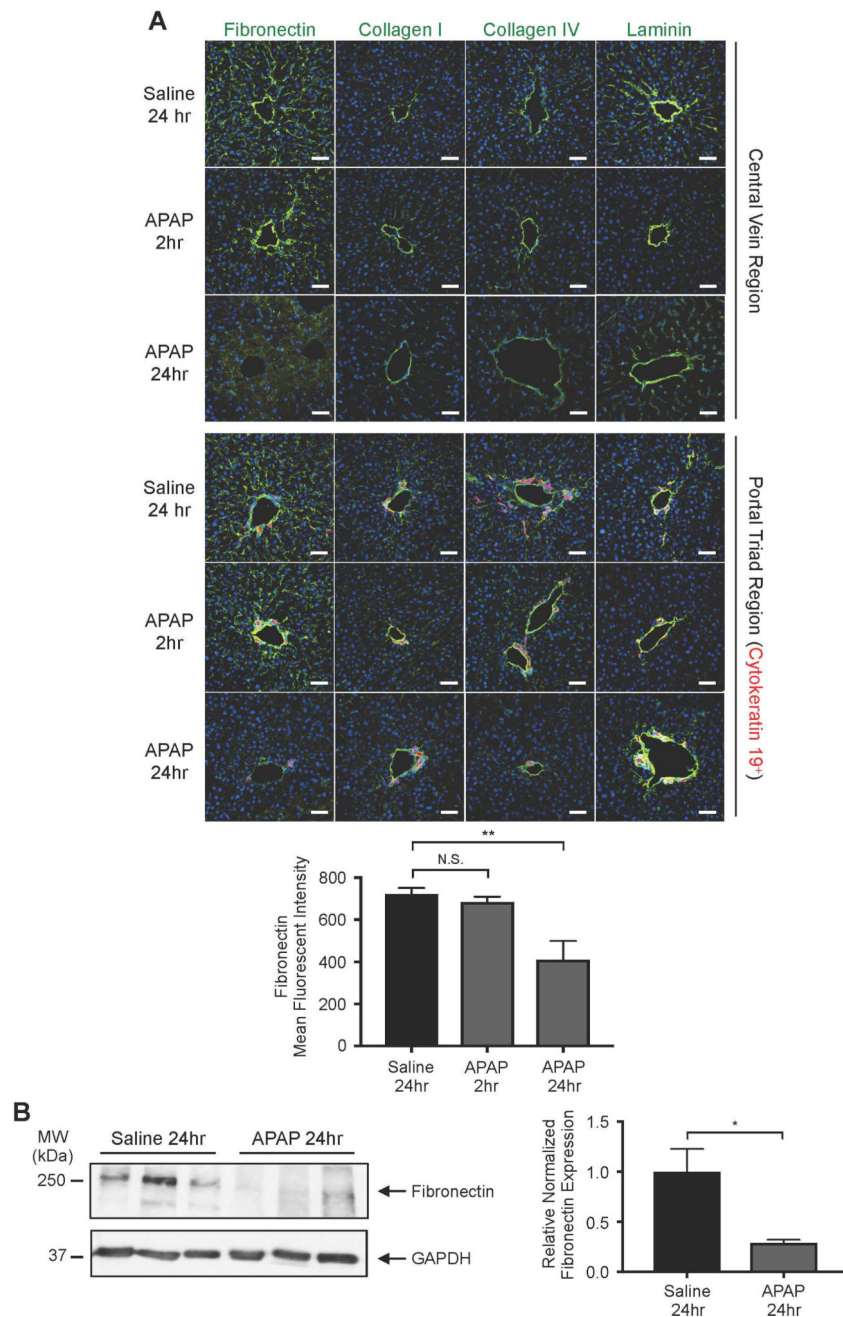 A
Fibronectin Collagen I Collagen IV Laminin
Saline
24 hr
APAP
2hr
APAP
24hr
Central Vein Region
Saline
24 hr
APAP
2hr
APAP
24hr
Portal Triad Region (Cytokeratin 19⁺)
**
N.S.
Fibronectin
Mean Fluorescent Intensity
800
600
400
200
0
Saline
24hr
APAP
2hr
APAP
24hr
B
MW
(kDa)
Saline 24hr APAP 24hr
250
Fibronectin
37
GAPDH
*
Relative Normalized
Fibronectin Expression
1.5
1.0
0.5
0.0
Saline
24hr
APAP
24hr